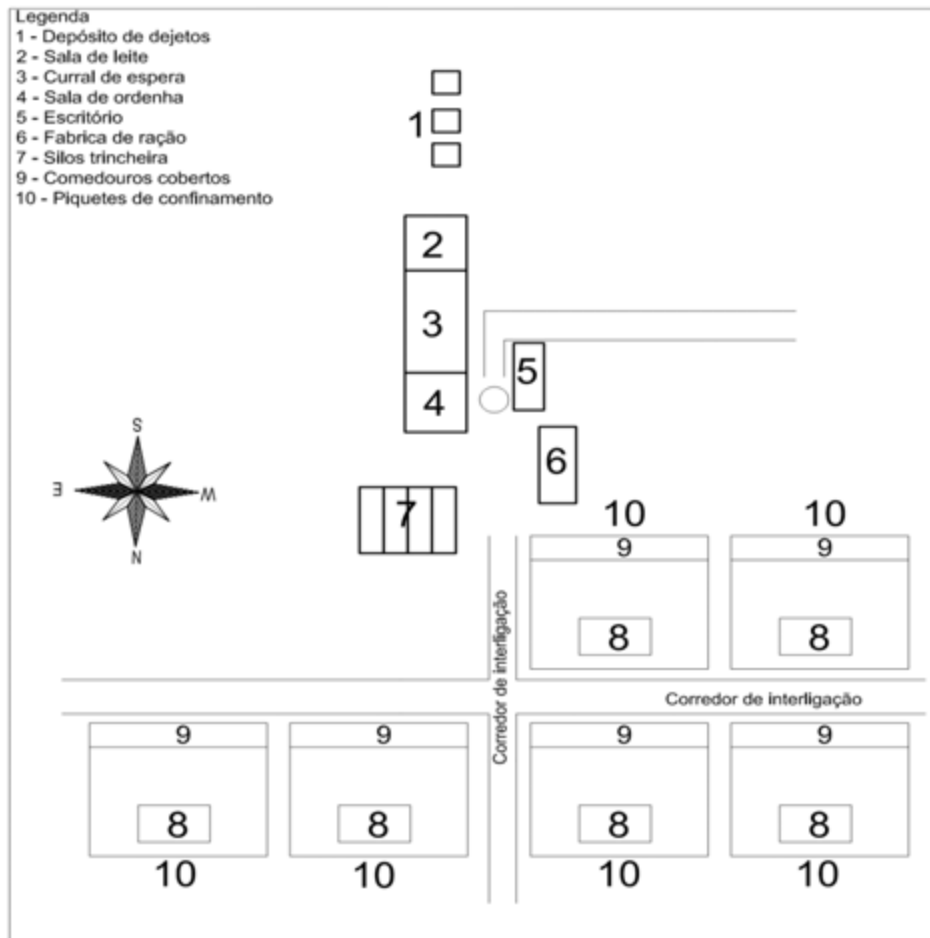 Legenda
1 - Depósito de dejetos
2 - Sala de leite
3 - Curral de espera
4 - Sala de ordenha
5 - Escritório
6 - Fabrica de ração
7 - Silos trincheira
9 - Comedouros cobertos
10 - Piquetes de confinamento
1
2
3
5
4
S
E
W
N
6
7
10
10
9
9
8
8
Corredor de interligação
Corredor de interligação
9
9
9
9
8
8
8
8
10
10
10
10